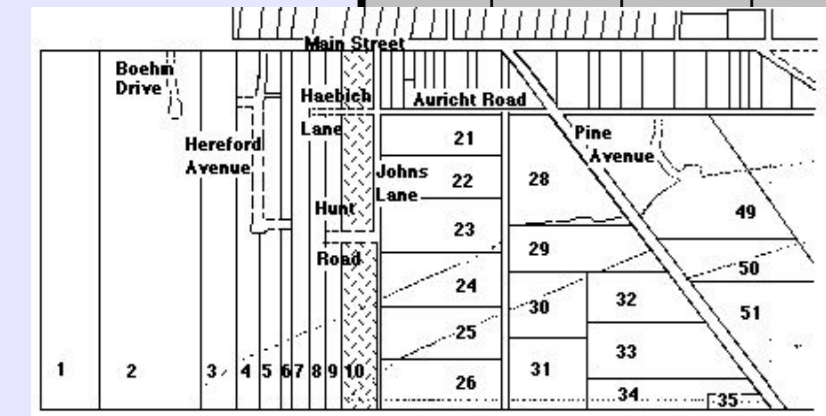 Main Street
Boehm
Drive
Haebich
Lane
Auricht Road
Hereford
Avenue
21
Pine
Avenue
Johns
Lane
22
28
Hunt
Road
23
49
29
50
24
30
32
51
25
33
1
2
3
4
5
6
7
8
9
10
26
31
34
35